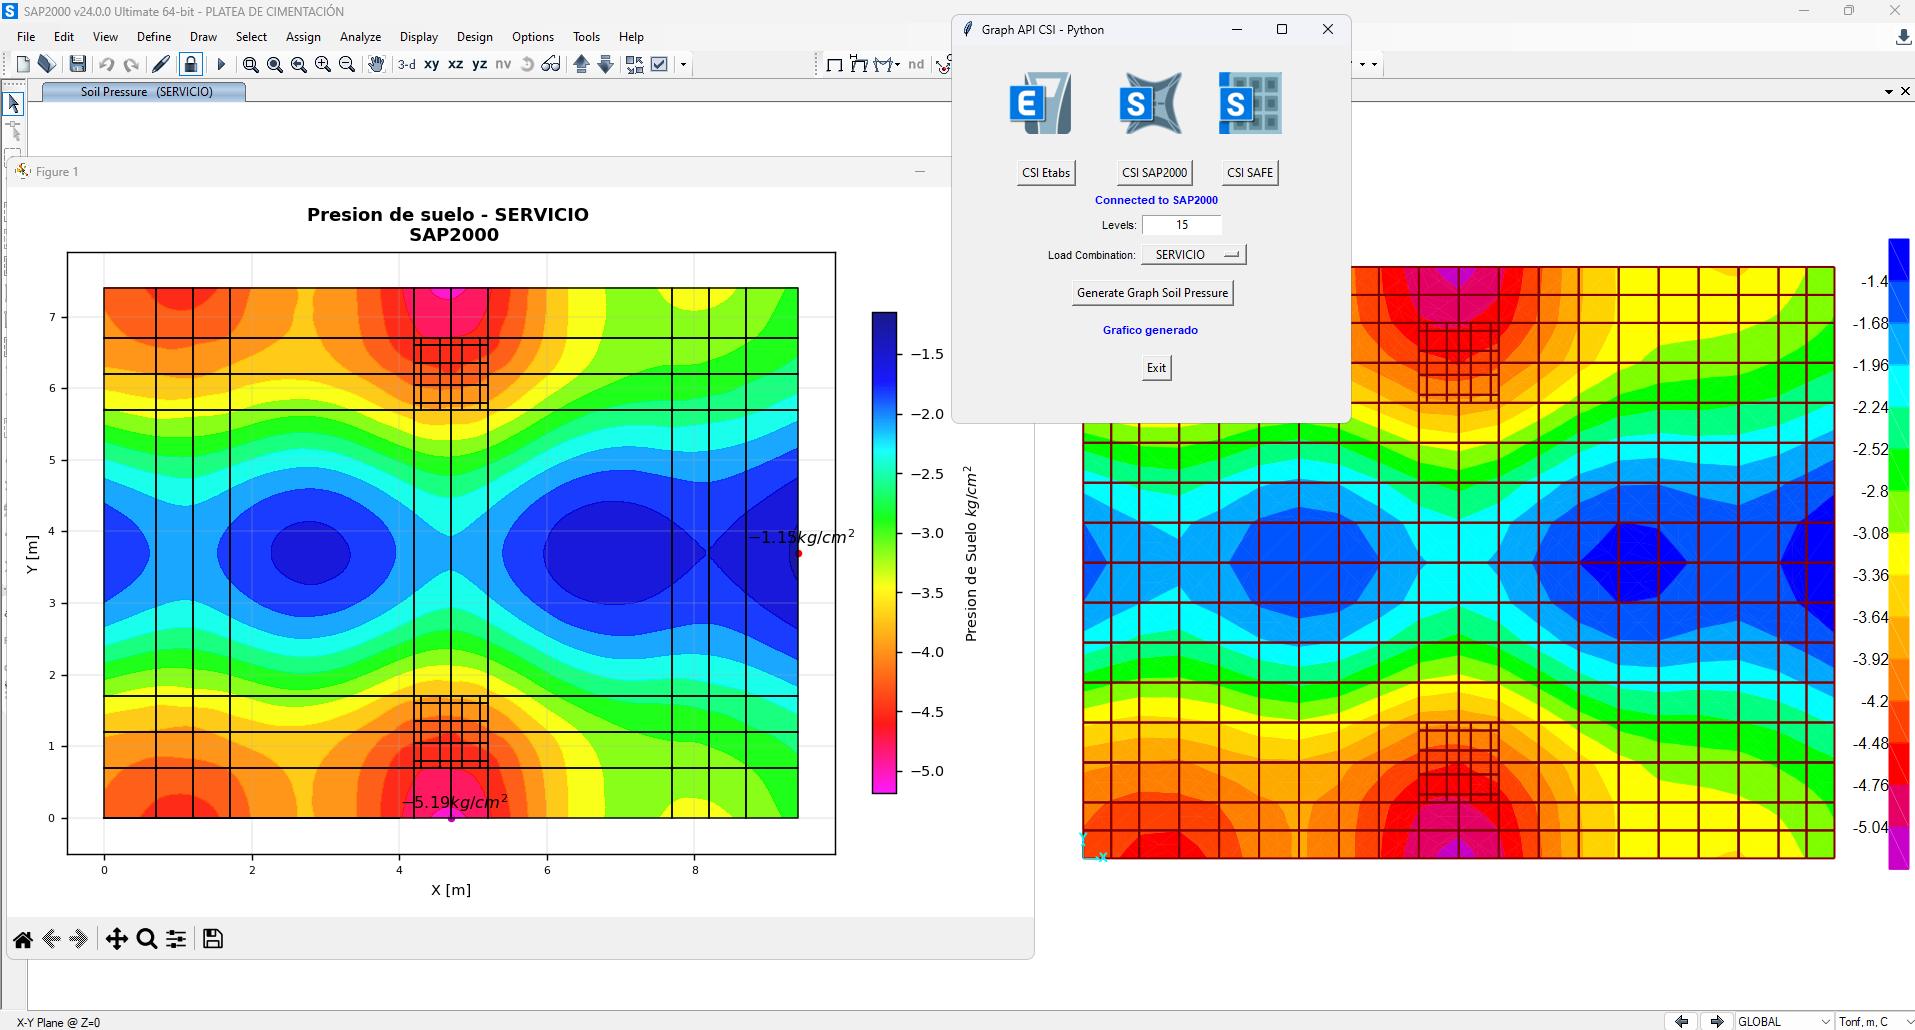 SAP2000 v24.0.0 Ultimate 64-bit - PLATEA DE CIMENTACIÓN
File Edit View Define Draw Select Assign Analyze Display Design Options Tools Help
3-d xy xz yz nv
nd
Soil Pressure (SERVICIO)
Graph API CSI - Python
E
S
S
CSI Etabs
CSI SAP2000
CSI SAFE
Connected to SAP2000
Levels: 15
Load Combination: SERVICIO
Generate Graph Soil Pressure
Grafico generado
Exit
Figure 1
Presion de suelo - SERVICIO
SAP2000
7
6
5
4
3
2
1
0
Y [m]
0 2 4 6 8
X [m]
−1.15kg/cm²
−5.19kg/cm²
−1.5
−2.0
−2.5
−3.0
−3.5
−4.0
−4.5
−5.0
Presion de Suelo kg/cm²
-1.4
-1.68
-1.96
-2.24
-2.52
-2.8
-3.08
-3.36
-3.64
-3.92
-4.2
-4.48
-4.76
-5.04
Y
X
X-Y Plane @ Z=0
GLOBAL
Tonf, m, C